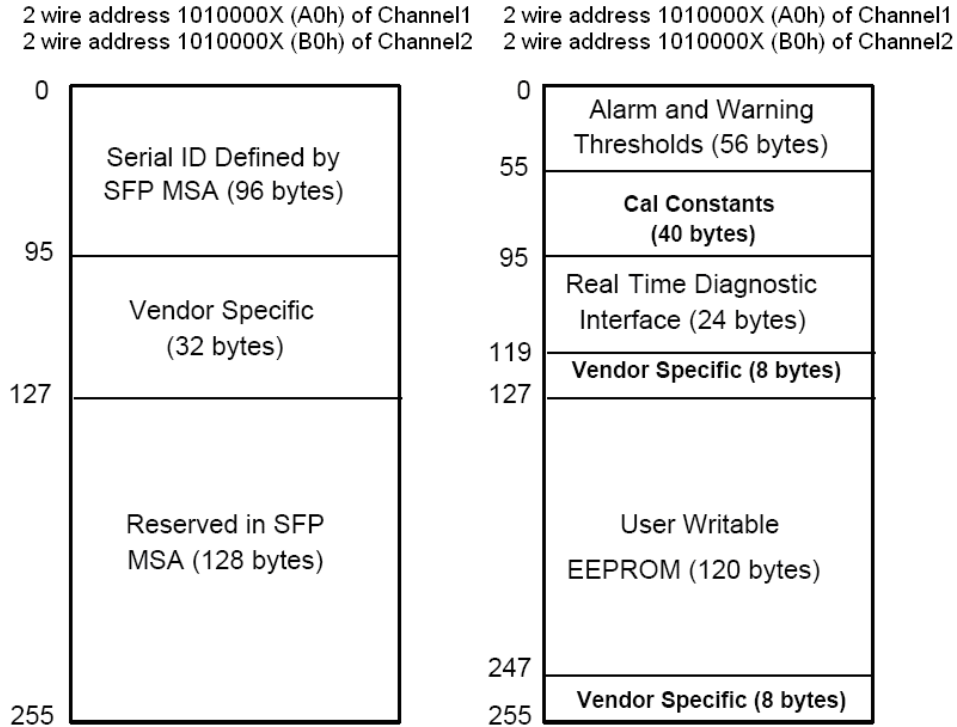 2 wire address 1010000X (A0h) of Channel1
2 wire address 1010000X (B0h) of Channel2
0
Serial ID Defined by
SFP MSA (96 bytes)
95
Vendor Specific
(32 bytes)
127
Reserved in SFP
MSA (128 bytes)
255
2 wire address 1010000X (A0h) of Channel1
2 wire address 1010000X (B0h) of Channel2
0
Alarm and Warning
Thresholds (56 bytes)
55
Cal Constants
(40 bytes)
95
Real Time Diagnostic
Interface (24 bytes)
119
Vendor Specific (8 bytes)
127
User Writable
EEPROM (120 bytes)
247
Vendor Specific (8 bytes)
255